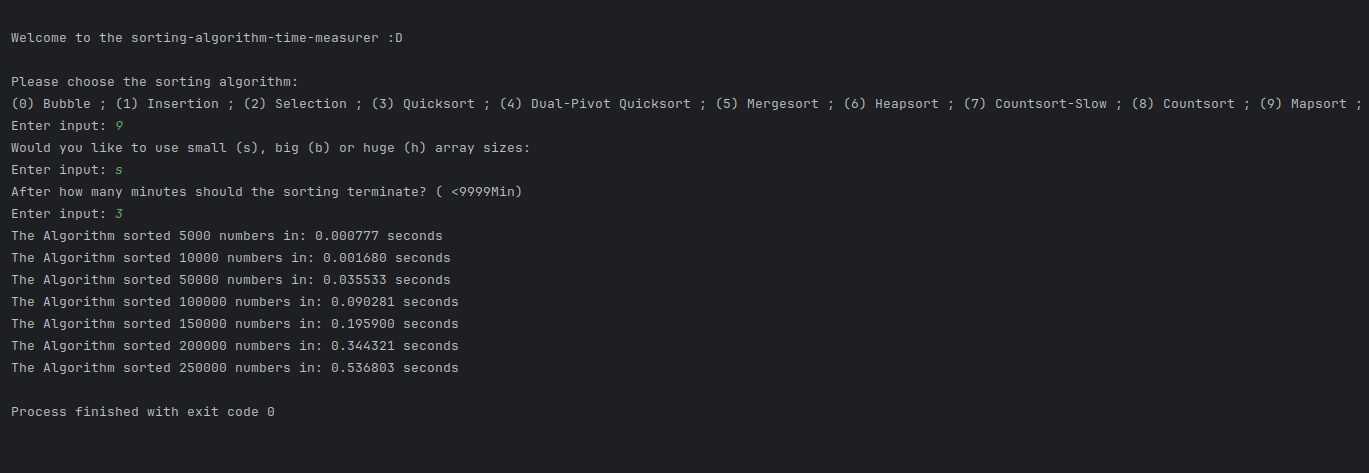 Welcome to the sorting-algorithm-time-measurer :D
Please choose the sorting algorithm:
(0) Bubble ; (1) Insertion ; (2) Selection ; (3) Quicksort ; (4) Dual-Pivot Quicksort ; (5) Mergesort ; (6) Heapsort ; (7) Countsort-Slow ; (8) Countsort ; (9) Mapsort ;
Enter input: 9
Would you like to use small (s), big (b) or huge (h) array sizes:
Enter input: s
After how many minutes should the sorting terminate? ( <9999Min)
Enter input: 3
The Algorithm sorted 5000 numbers in: 0.000777 seconds
The Algorithm sorted 10000 numbers in: 0.001680 seconds
The Algorithm sorted 50000 numbers in: 0.035533 seconds
The Algorithm sorted 100000 numbers in: 0.090281 seconds
The Algorithm sorted 150000 numbers in: 0.195900 seconds
The Algorithm sorted 200000 numbers in: 0.344321 seconds
The Algorithm sorted 250000 numbers in: 0.536803 seconds
Process finished with exit code 0